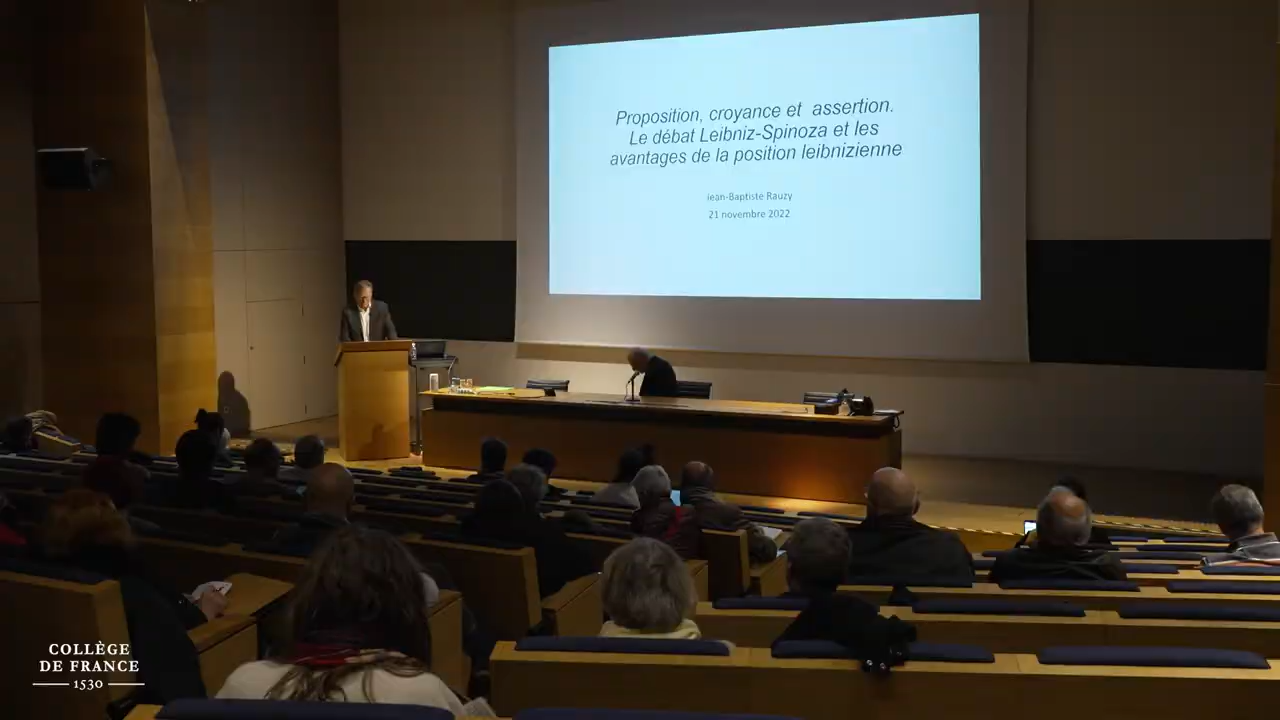 Proposition, croyance et assertion.
Le débat Leibniz-Spinoza et les
avantages de la position leibnizienne
Jean-Baptiste Rauzy
21 novembre 2022
COLLÈGE
DE FRANCE
1530